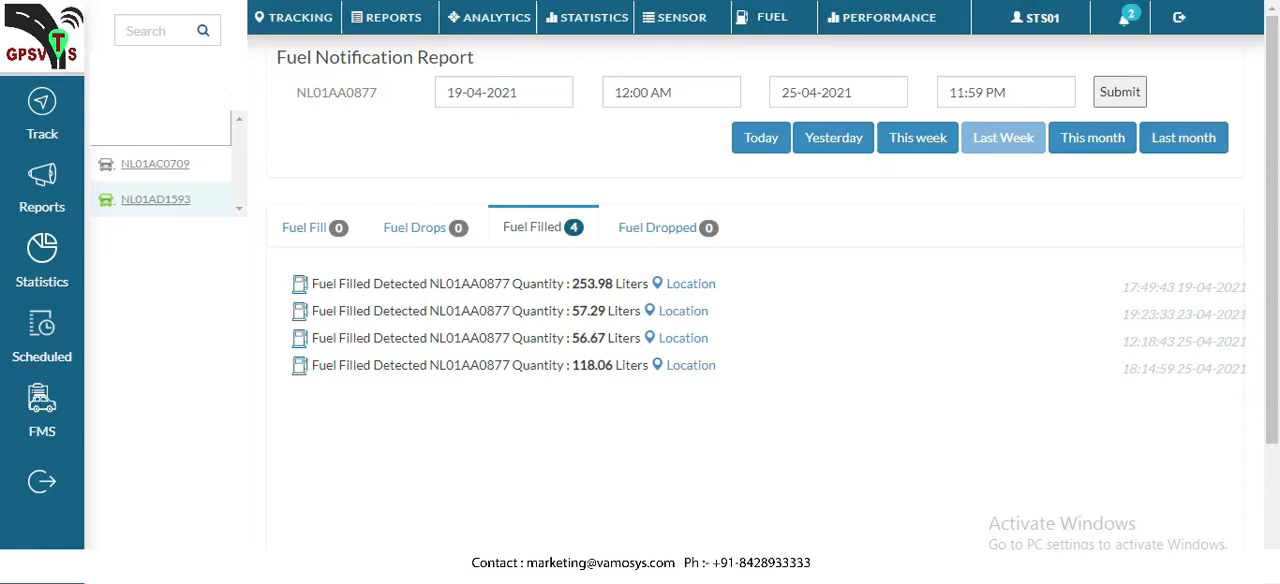 TRACKING REPORTS ANALYTICS STATISTICS SENSOR FUEL PERFORMANCE STS01 2
GPSVTS
Search
Fuel Notification Report
NL01AA0877 19-04-2021 12:00 AM 25-04-2021 11:59 PM Submit
Today Yesterday This week Last Week This month Last month
Track
Reports
Statistics
Scheduled
FMS
NL01AC0709
NL01AD1593
Fuel Fill 0 Fuel Drops 0 Fuel Filled 4 Fuel Dropped 0
Fuel Filled Detected NL01AA0877 Quantity : 253.98 Liters Location 17:49:43 19-04-2021
Fuel Filled Detected NL01AA0877 Quantity : 57.29 Liters Location 19:23:33 23-04-2021
Fuel Filled Detected NL01AA0877 Quantity : 56.67 Liters Location 12:18:43 25-04-2021
Fuel Filled Detected NL01AA0877 Quantity : 118.06 Liters Location 18:14:59 25-04-2021
Activate Windows
Go to PC settings to activate Windows.
Contact : marketing@vamosys.com Ph :- +91-8428933333